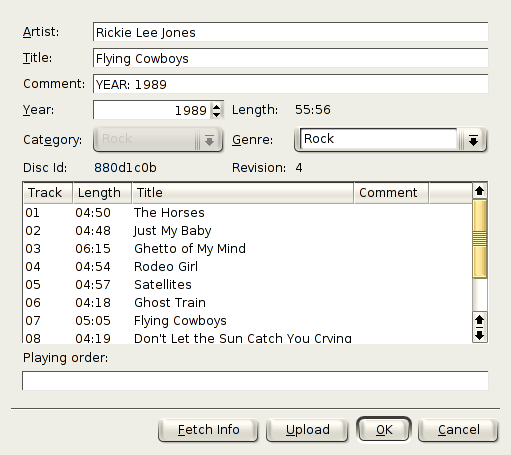 Artist: Rickie Lee Jones
Title: Flying Cowboys
Comment: YEAR: 1989
Year: 1989 Length: 55:56
Category: Rock Genre: Rock
Disc Id: 880d1c0b Revision: 4
Track Length Title Comment
01 04:50 The Horses
02 04:48 Just My Baby
03 06:15 Ghetto of My Mind
04 04:54 Rodeo Girl
05 04:57 Satellites
06 04:18 Ghost Train
07 05:05 Flying Cowboys
08 04:19 Don't Let the Sun Catch You Crying
Playing order:
Fetch Info Upload OK Cancel